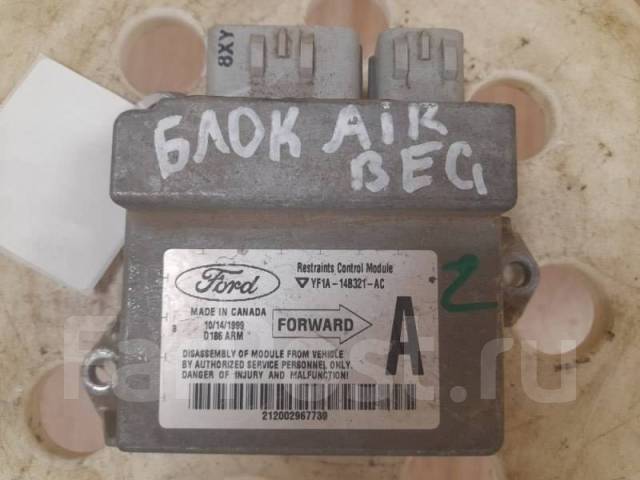 8XY
БЛОК AIR
BEG
Ford
Restraints Control Module
YF1A-14B321-AC
2
MADE IN CANADA
10/14/1999
D186 ARM
FORWARD
A
DISASSEMBLY OF MODULE FROM VEHICLE
BY AUTHORIZED SERVICE PERSONNEL ONLY.
DANGER OF INJURY AND MALFUNCTION!
212002967739
farpost.ru